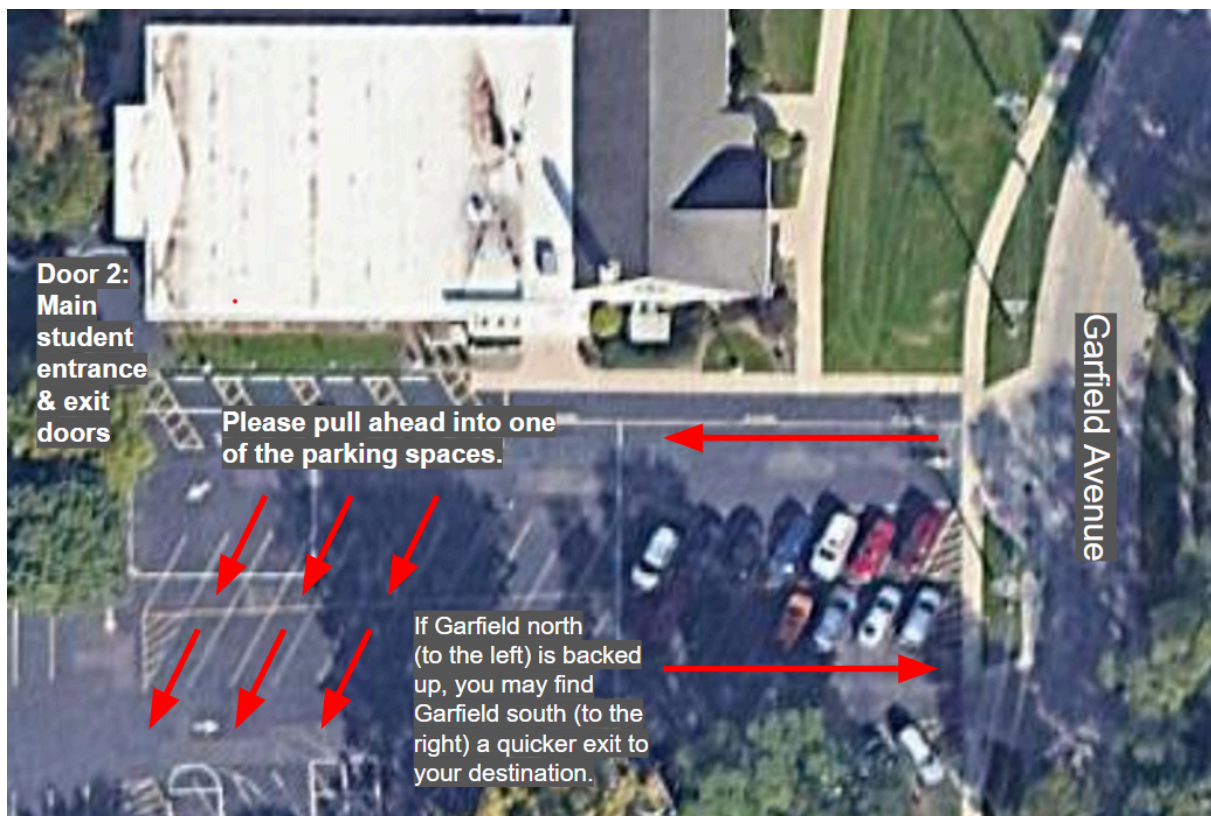 Door 2:
Main
student
entrance
& exit
doors
Please pull ahead into one
of the parking spaces.
Garfield Avenue
If Garfield north
(to the left) is backed
up, you may find
Garfield south (to the
right) a quicker exit to
your destination.